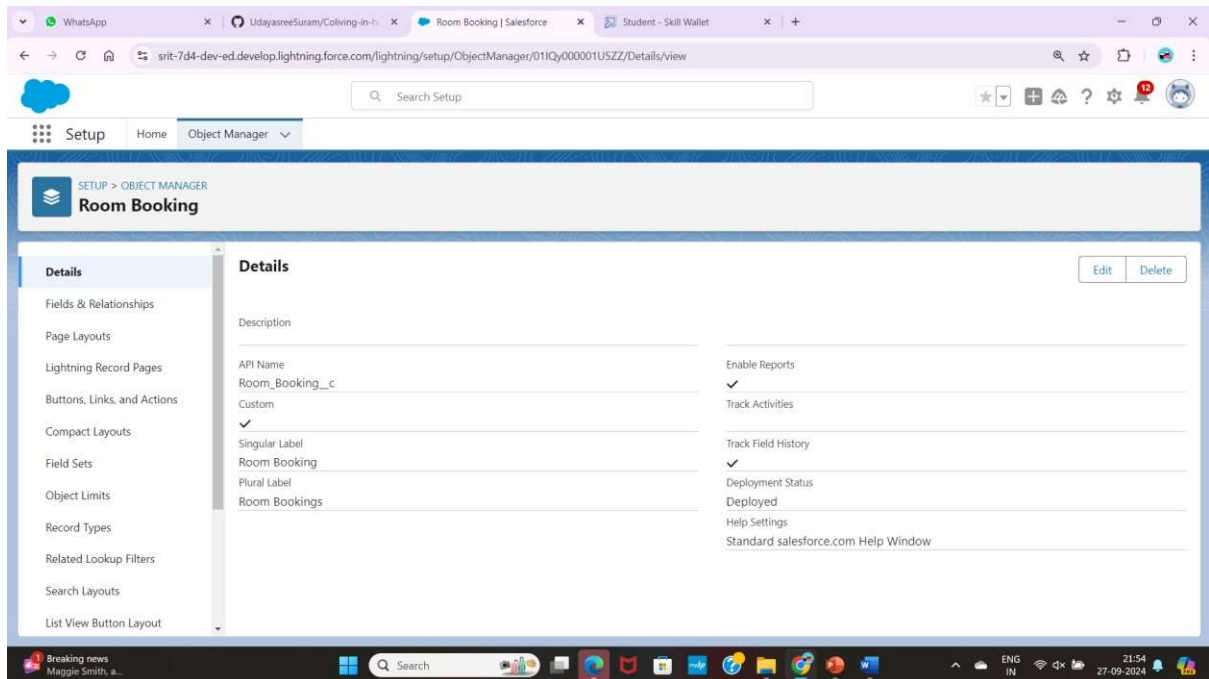 WhatsApp
UdayasreeSuram/Coliving-in-h
Room Booking | Salesforce
Student - Skill Wallet
srit-7d4-dev-ed.develop.lightning.force.com/lightning/setup/ObjectManager/01IQy000001U5ZZ/Details/view
Search Setup
12
Setup Home Object Manager
SETUP > OBJECT MANAGER
Room Booking
Details
Fields & Relationships
Page Layouts
Lightning Record Pages
Buttons, Links, and Actions
Compact Layouts
Field Sets
Object Limits
Record Types
Related Lookup Filters
Search Layouts
List View Button Layout
Details
Edit Delete
Description
API Name
Room_Booking__c
Custom
Singular Label
Room Booking
Plural Label
Room Bookings
Enable Reports
Track Activities
Track Field History
Deployment Status
Deployed
Help Settings
Standard salesforce.com Help Window
1
Breaking news
Maggie Smith, a...
Search
ENG
IN
21:54
27-09-2024